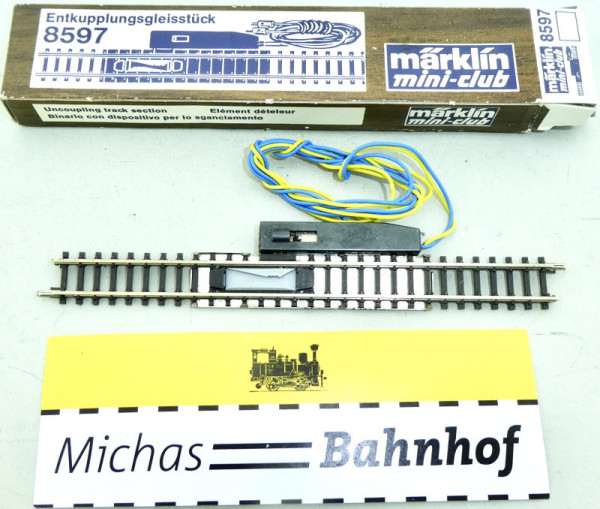 Entkupplungsgleisstück
8597
märklin
mini-club
8597
märklin
mini-club
Uncoupling track section Elément dételeur
Binario con dispositivo per lo sganciamento
märklin
mini-club
Michas Bahnhof